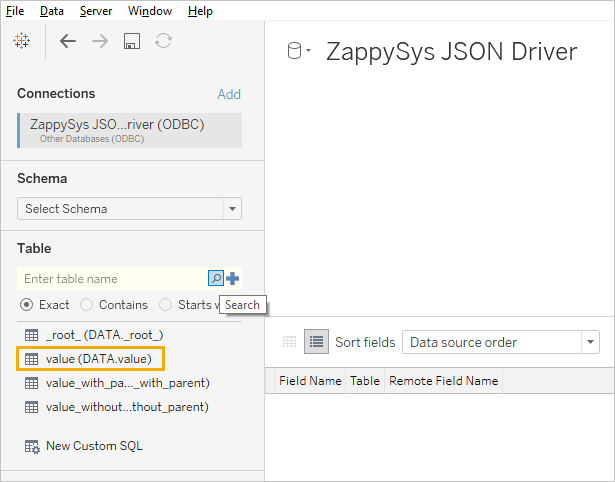 File Data Server Window Help
ZappySys JSON Driver
Connections Add
ZappySys JSO...river (ODBC)
Other Databases (ODBC)
Schema
Select Schema
Table
Enter table name
Exact Contains Starts w
Search
_root_ (DATA._root_)
value (DATA.value)
value_with_pa..._with_parent)
value_without...thout_parent)
New Custom SQL
Sort fields Data source order
Field Name Table Remote Field Name